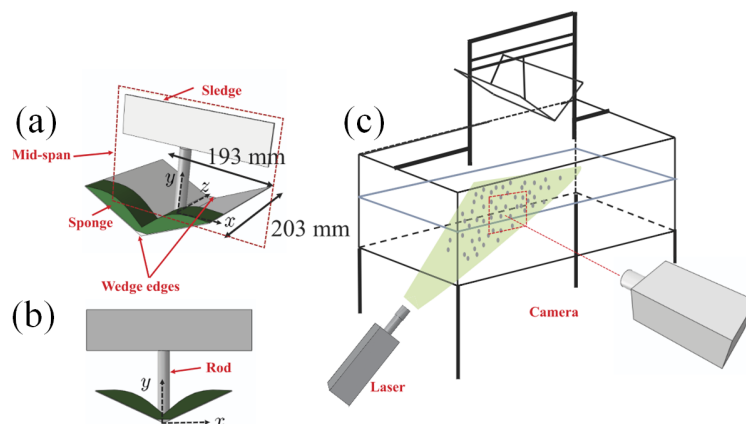 (a)
Sledge
Mid-span
193 mm
y
z
x
Sponge
203 mm
Wedge edges
(b)
Rod
y
x
(c)
Camera
Laser